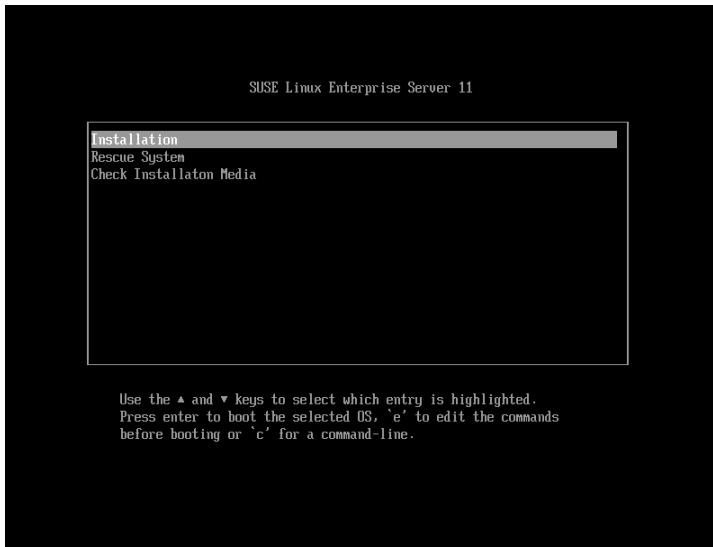 SUSE Linux Enterprise Server 11
Installation
Rescue System
Check Installaton Media
Use the ▲ and ▼ keys to select which entry is highlighted.
Press enter to boot the selected OS, `e' to edit the commands
before booting or `c' for a command-line.